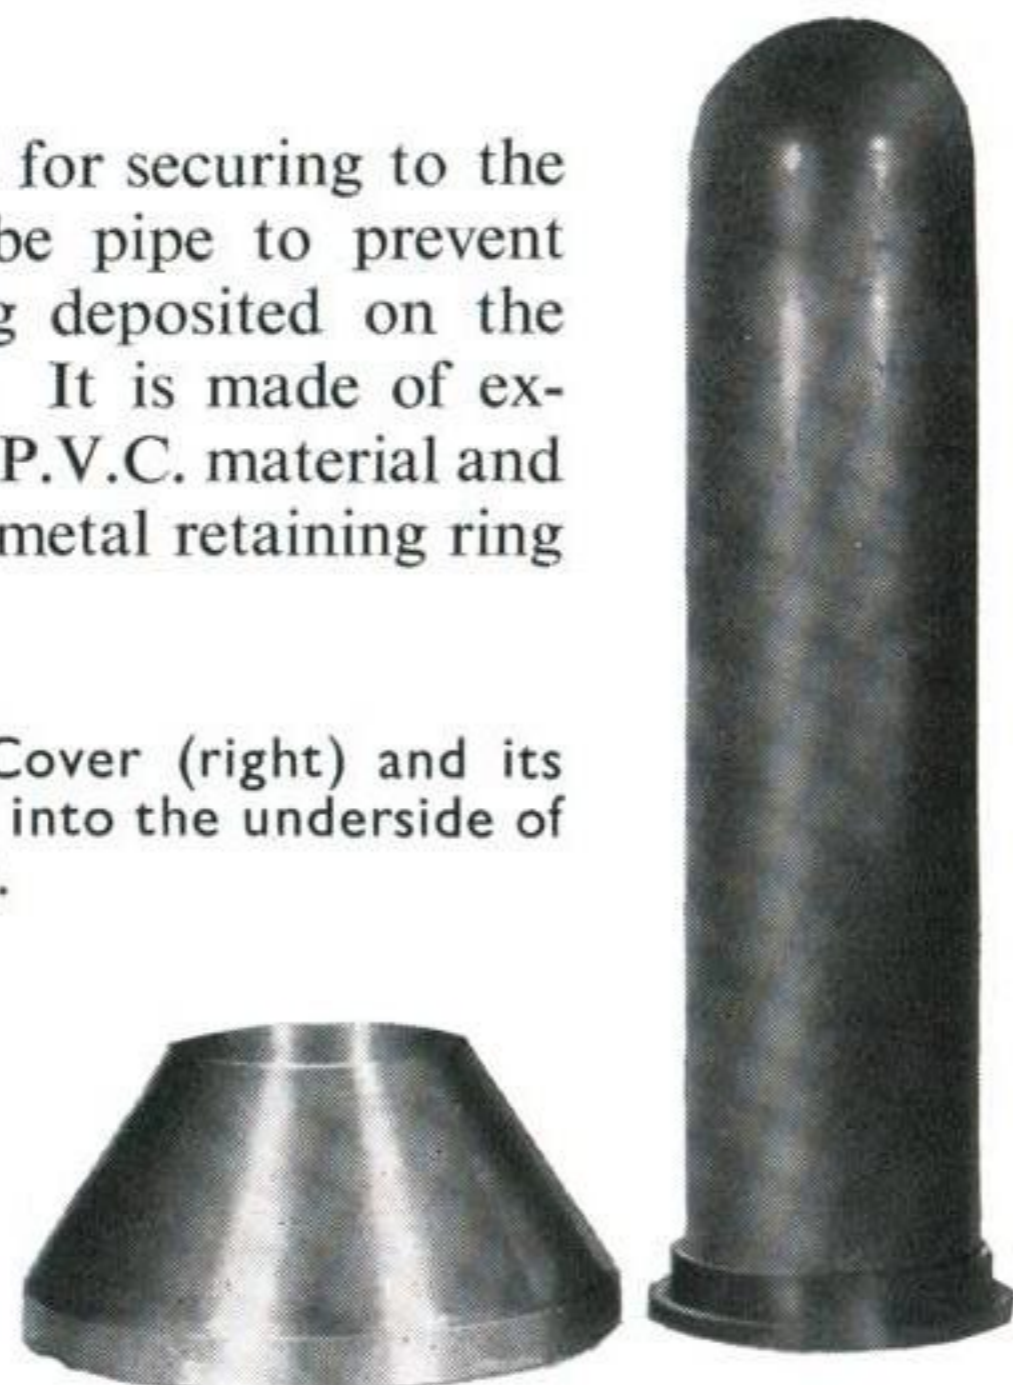 for securing to the
be pipe to prevent
g deposited on the
It is made of ex-
P.V.C. material and
metal retaining ring
Cover (right) and its
into the underside of
.